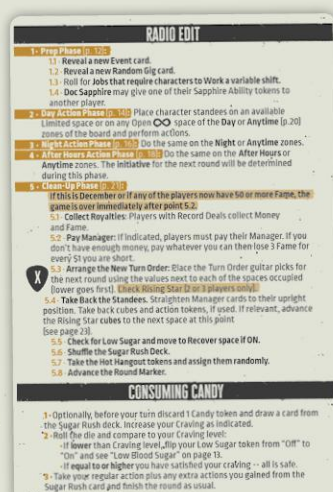 RADIO EDIT
1 - Prep Phase [p. 12]:
1.1 - Reveal a new Event card.
1.2 - Reveal a new Random Gig card.
1.3 - Roll for Jobs that require characters to Work a variable shift.
1.4 - Doc Sapphire may give one of their Sapphire Ability tokens to
another player.
2 - Day Action Phase [p. 14]: Place character standees on an available
Limited space or on any Open ∞ space of the Day or Anytime [p.20]
zones of the board and perform actions.
3 - Night Action Phase [p. 16]: Do the same on the Night or Anytime zones.
4 - After Hours Action Phase [p. 18]: Do the same on the After Hours or
Anytime zones. The initiative for the next round will be determined
during this phase.
5 - Clean-Up Phase [p. 21]:
If this is December or if any of the players now have 50 or more Fame, the
game is over immediately after point 5.2.
5.1 - Collect Royalties: Players with Record Deals collect Money
and Fame.
5.2 - Pay Manager: If indicated, players must pay their Manager. If you
don't have enough money, pay whatever you can then lose 3 Fame for
every $1 you are short.
X
5.3 - Arrange the New Turn Order: Place the Turn Order guitar picks for
the next round using the values next to each of the spaces occupied
(lower goes first). Check Rising Star (2 or 3 players only).
5.4 - Take Back the Standees. Straighten Manager cards to their upright
position. Take back cubes and action tokens, if used. If relevant, advance
the Rising Star cubes to the next space at this point
(see page 23).
5.5 - Check for Low Sugar and move to Recover space if ON.
5.6 - Shuffle the Sugar Rush Deck.
5.7 - Take the Hot Hangout tokens and assign them randomly.
5.8 - Advance the Round Marker.
CONSUMING CANDY
1 - Optionally, before your turn discard 1 Candy token and draw a card from
the Sugar Rush deck. Increase your Craving as indicated.
2 - Roll the die and compare to your Craving level:
- If lower than Craving level, flip your Low Sugar token from "Off" to
"On" and see "Low Blood Sugar" on page 13.
- If equal to or higher you have satisfied your craving -- all is safe.
3 - Take your regular action plus any extra actions you gained from the
Sugar Rush card and finish the round as usual.